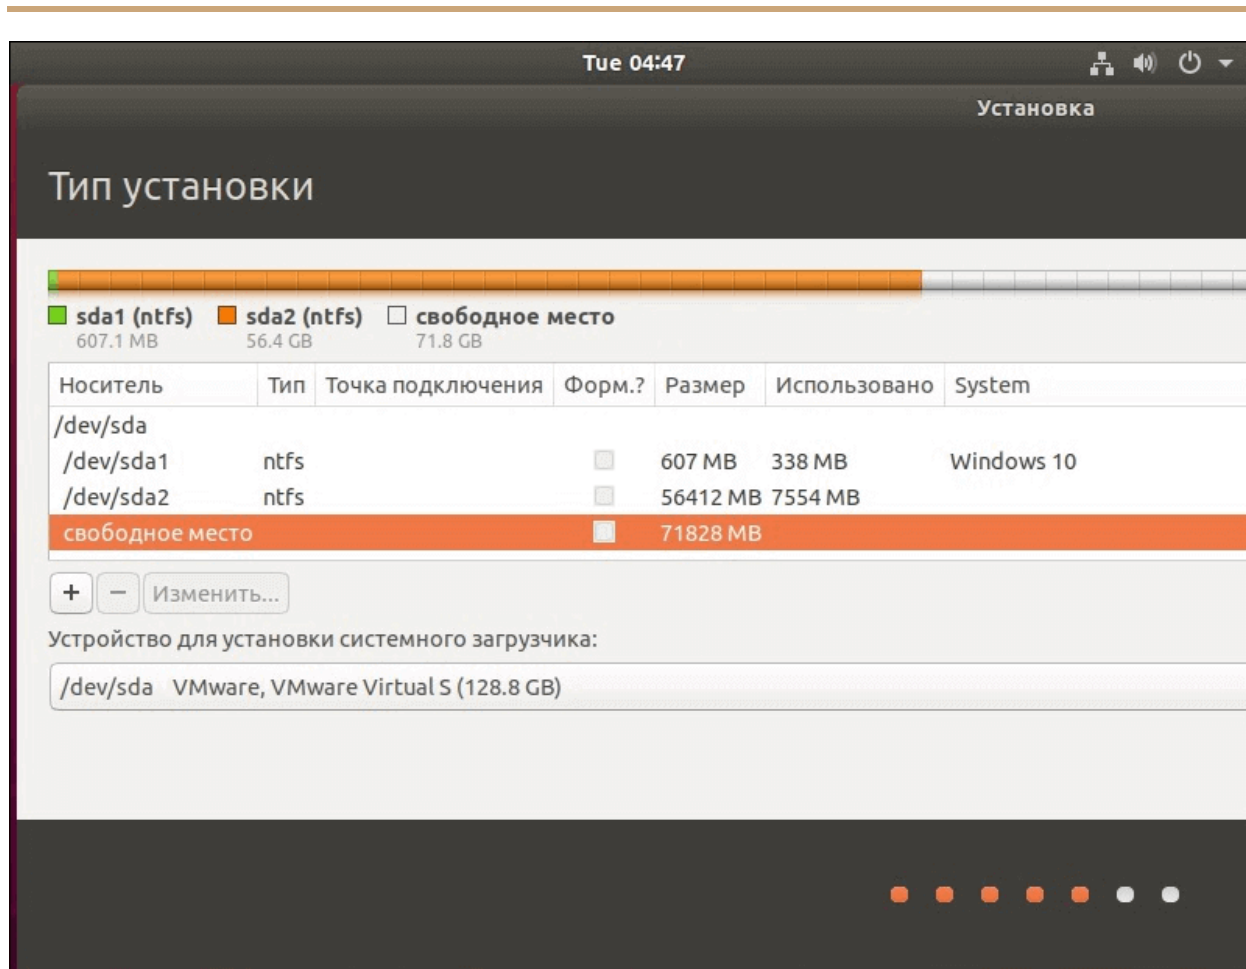 Tue 04:47
Установка
Тип установки
sda1 (ntfs) sda2 (ntfs) свободное место
607.1 MB 56.4 GB 71.8 GB
Носитель Тип Точка подключения Форм.? Размер Использовано System
/dev/sda
/dev/sda1 ntfs 607 MB 338 MB Windows 10
/dev/sda2 ntfs 56412 MB 7554 MB
свободное место 71828 MB
+ − Изменить...
Устройство для установки системного загрузчика:
/dev/sda VMware, VMware Virtual S (128.8 GB)